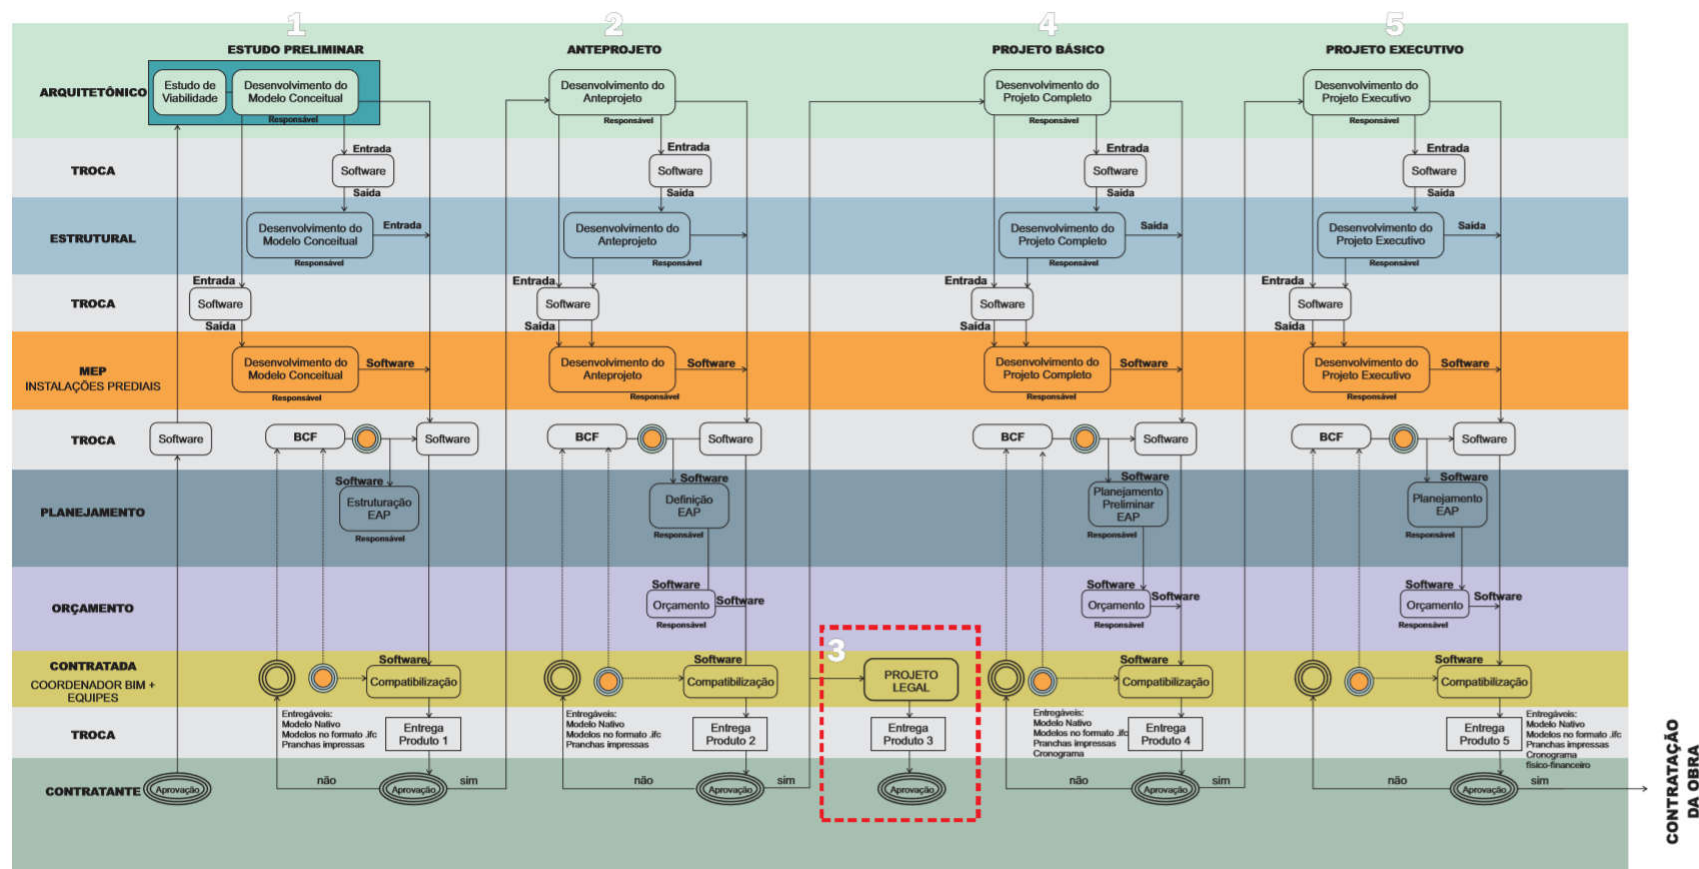 1
2
4
5
ESTUDO PRELIMINAR
ANTEPROJETO
PROJETO BÁSICO
PROJETO EXECUTIVO
ARQUITETÔNICO
Estudo de
Viabilidade
Desenvolvimento do
Modelo Conceitual
Responsável
Desenvolvimento do
Anteprojeto
Responsável
Desenvolvimento do
Projeto Completo
Responsável
Desenvolvimento do
Projeto Executivo
Responsável
TROCA
Entrada
Software
Saída
Entrada
Software
Saída
Entrada
Software
Saída
Entrada
Software
Saída
ESTRUTURAL
Desenvolvimento do
Modelo Conceitual
Entrada
Responsável
Desenvolvimento do
Anteprojeto
Responsável
Desenvolvimento do
Projeto Completo
Saída
Responsável
Desenvolvimento do
Projeto Executivo
Saída
Responsável
TROCA
Entrada
Software
Saída
Entrada
Software
Saída
Entrada
Software
Saída
Entrada
Software
Saída
MEP
INSTALAÇÕES PREDIAIS
Desenvolvimento do
Modelo Conceitual
Software
Responsável
Desenvolvimento do
Anteprojeto
Software
Responsável
Desenvolvimento do
Projeto Completo
Software
Responsável
Desenvolvimento do
Projeto Executivo
Software
Responsável
TROCA
Software
BCF
Software
BCF
Software
BCF
Software
BCF
Software
PLANEJAMENTO
Software
Estruturação
EAP
Responsável
Software
Definição
EAP
Responsável
Software
Planejamento
Preliminar
EAP
Responsável
Software
Planejamento
EAP
Responsável
ORÇAMENTO
Software
Orçamento
Software
Responsável
Software
Orçamento
Software
Responsável
Software
Orçamento
Software
Responsável
CONTRATADA
COORDENADOR BIM +
EQUIPES
Software
Compatibilização
Software
Compatibilização
3
PROJETO
LEGAL
Software
Compatibilização
Software
Compatibilização
TROCA
Entregáveis:
Modelo Nativo
Modelos no formato .ifc
Pranchas impressas
Entrega
Produto 1
Entregáveis:
Modelo Nativo
Modelos no formato .ifc
Pranchas impressas
Entrega
Produto 2
Entrega
Produto 3
Entregáveis:
Modelo Nativo
Modelos no formato .ifc
Pranchas impressas
Cronograma
Entrega
Produto 4
Entrega
Produto 5
Entregáveis:
Modelo Nativo
Modelos no formato .ifc
Pranchas impressas
Cronograma
físico-financeiro
CONTRATANTE
Aprovação
não
Aprovação
sim
não
Aprovação
sim
Aprovação
não
Aprovação
sim
não
Aprovação
sim
CONTRATAÇÃO
DA OBRA